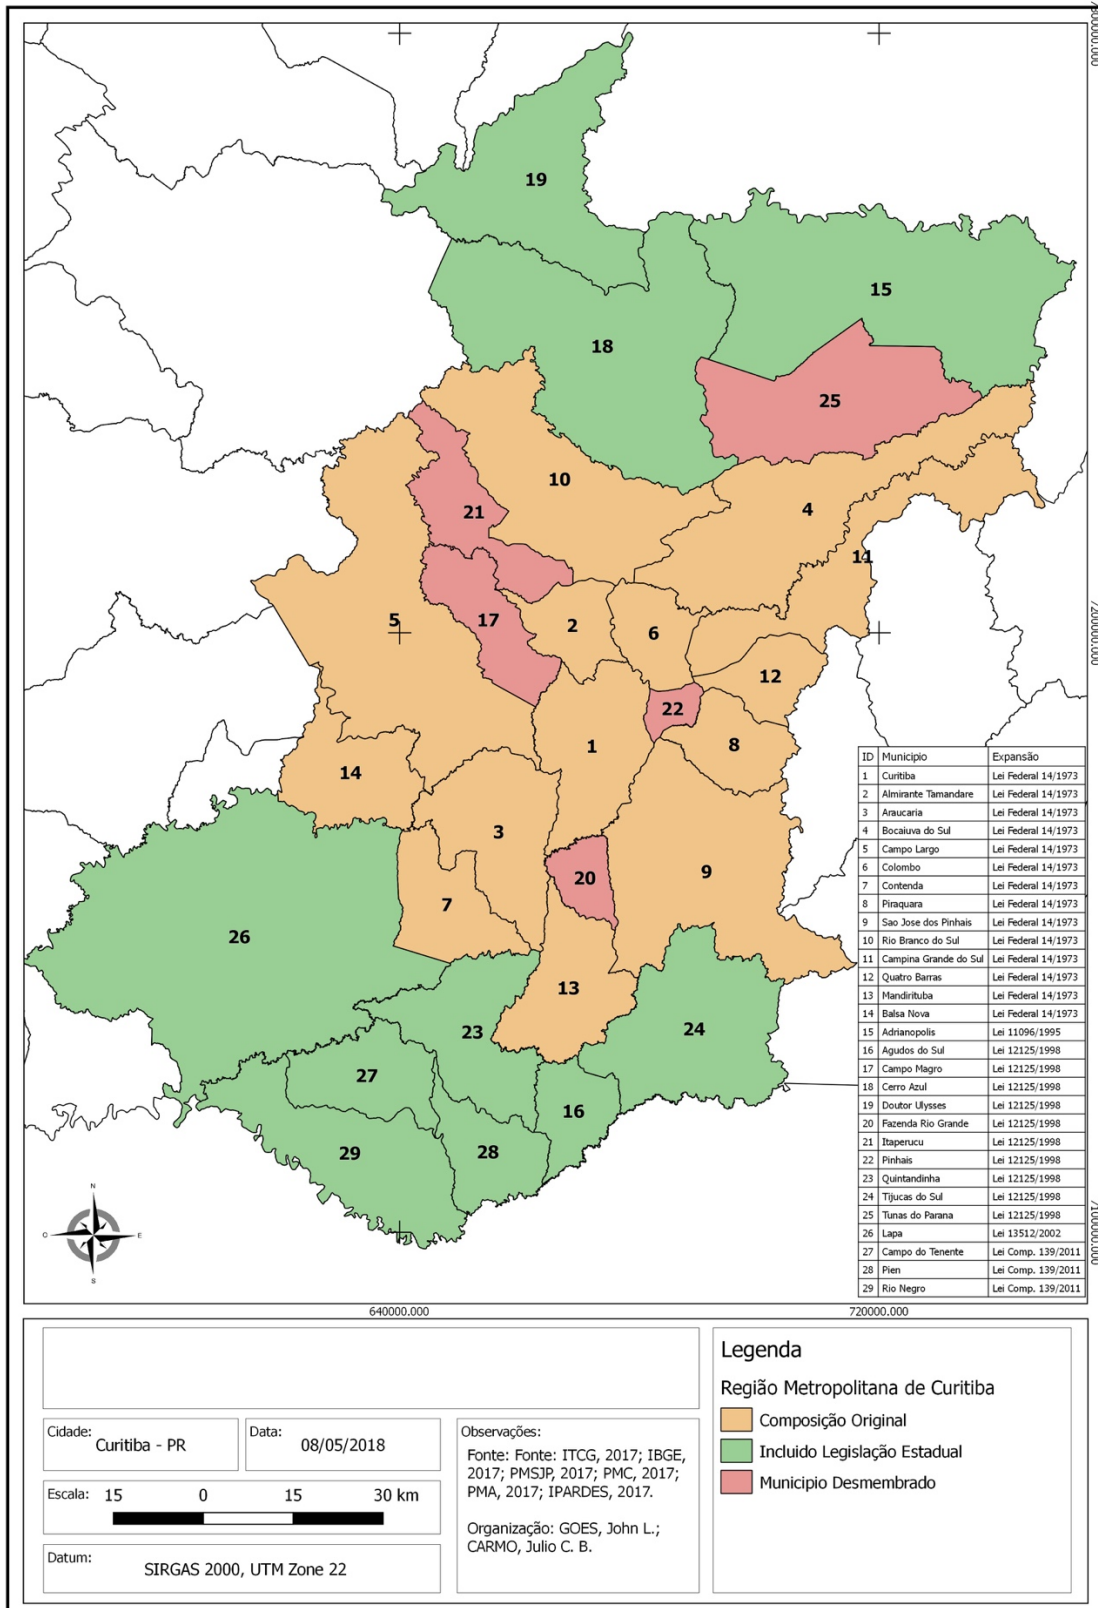 7300000.000
19
15
18
25
10
4
21
11
5
17
2
6
7200000.000
12
22
8
1
14
3
20
9
7
26
13
24
23
27
16
29
28
N
O
E
S
7100000.000
640000.000
720000.000
ID Municipio Expansão
1 Curitiba Lei Federal 14/1973
2 Almirante Tamandare Lei Federal 14/1973
3 Araucaria Lei Federal 14/1973
4 Bocaiuva do Sul Lei Federal 14/1973
5 Campo Largo Lei Federal 14/1973
6 Colombo Lei Federal 14/1973
7 Contenda Lei Federal 14/1973
8 Piraquara Lei Federal 14/1973
9 Sao Jose dos Pinhais Lei Federal 14/1973
10 Rio Branco do Sul Lei Federal 14/1973
11 Campina Grande do Sul Lei Federal 14/1973
12 Quatro Barras Lei Federal 14/1973
13 Mandirituba Lei Federal 14/1973
14 Balsa Nova Lei Federal 14/1973
15 Adrianopolis Lei 11096/1995
16 Agudos do Sul Lei 12125/1998
17 Campo Magro Lei 12125/1998
18 Cerro Azul Lei 12125/1998
19 Doutor Ulysses Lei 12125/1998
20 Fazenda Rio Grande Lei 12125/1998
21 Itaperucu Lei 12125/1998
22 Pinhais Lei 12125/1998
23 Quintandinha Lei 12125/1998
24 Tijucas do Sul Lei 12125/1998
25 Tunas do Parana Lei 12125/1998
26 Lapa Lei 13512/2002
27 Campo do Tenente Lei Comp. 139/2011
28 Pien Lei Comp. 139/2011
29 Rio Negro Lei Comp. 139/2011
Cidade:
Curitiba - PR
Data:
08/05/2018
Escala: 15 0 15 30 km
Datum:
SIRGAS 2000, UTM Zone 22
Observações:
Fonte: Fonte: ITCG, 2017; IBGE,
2017; PMSJP, 2017; PMC, 2017;
PMA, 2017; IPARDES, 2017.
Organização: GOES, John L.;
CARMO, Julio C. B.
Legenda
Região Metropolitana de Curitiba
Composição Original
Incluido Legislação Estadual
Municipio Desmembrado